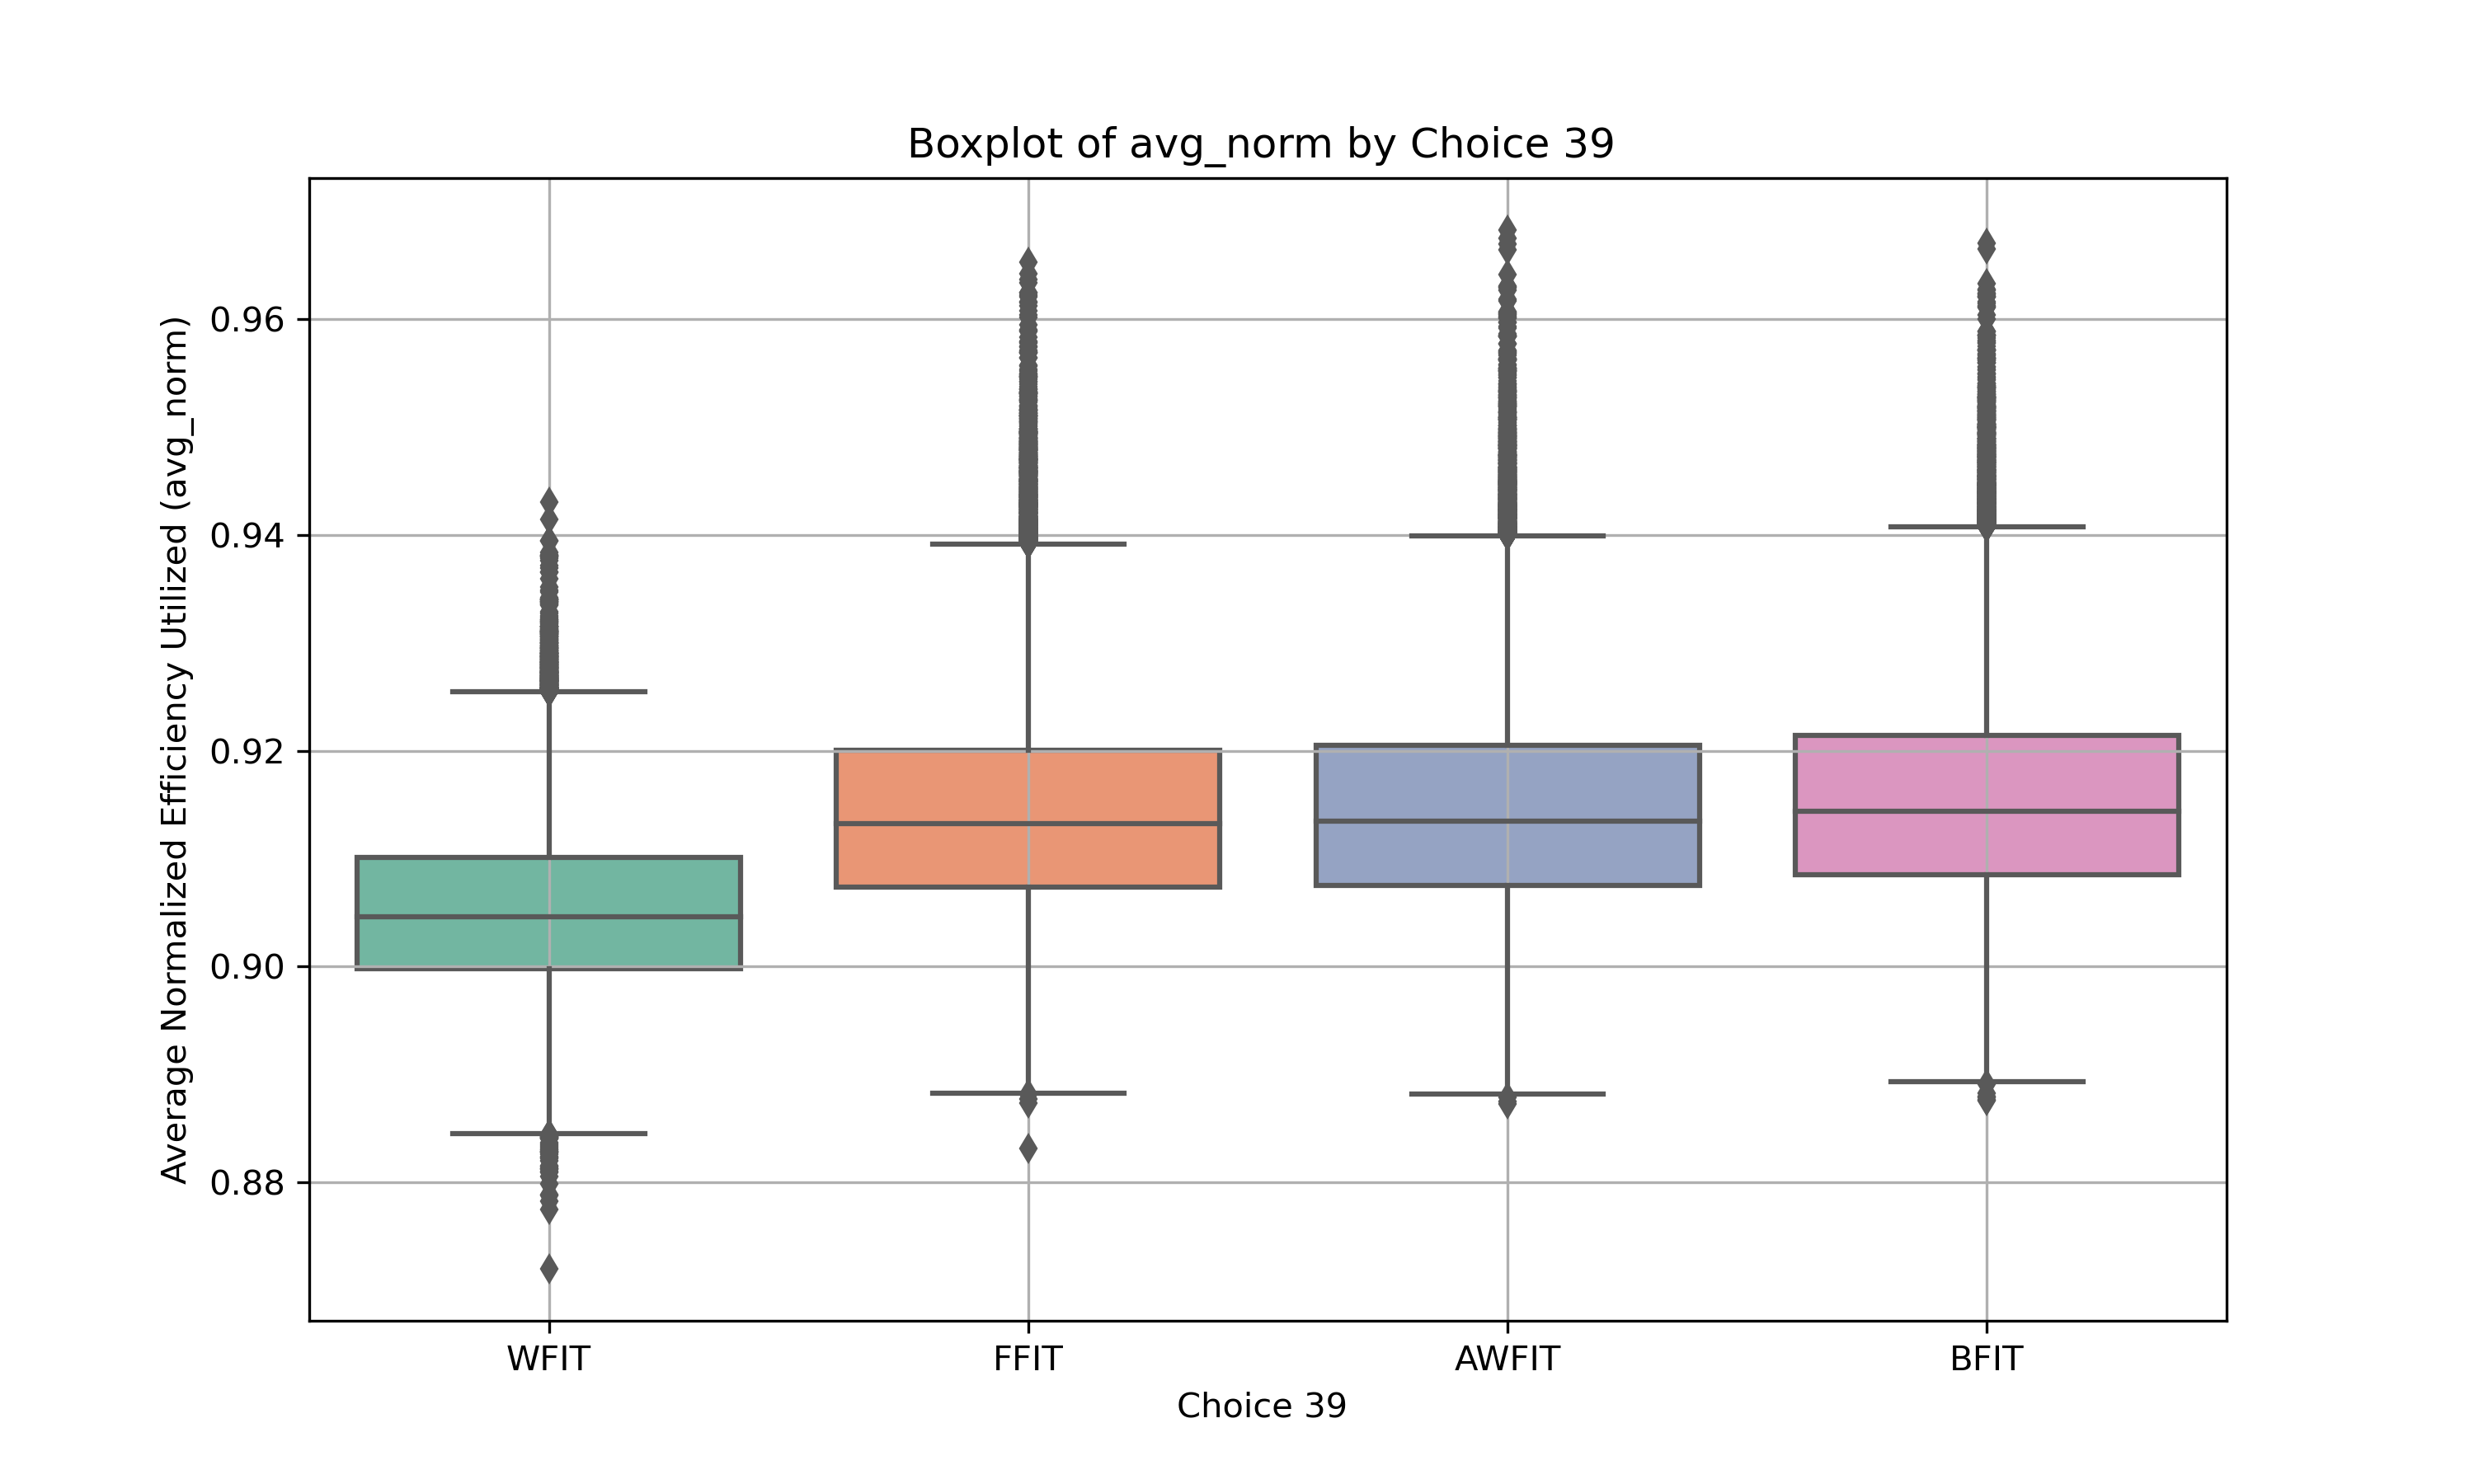 Boxplot of avg_norm by Choice 39
Average Normalized Efficiency Utilized (avg_norm)
0.96
0.94
0.92
0.90
0.88
WFIT FFIT AWFIT BFIT
Choice 39